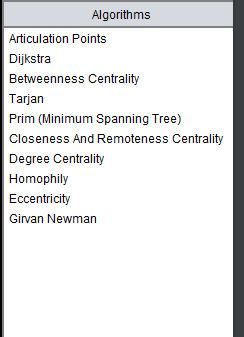 Algorithms
Articulation Points
Dijkstra
Betweenness Centrality
Tarjan
Prim (Minimum Spanning Tree)
Closeness And Remoteness Centrality
Degree Centrality
Homophily
Eccentricity
Girvan Newman